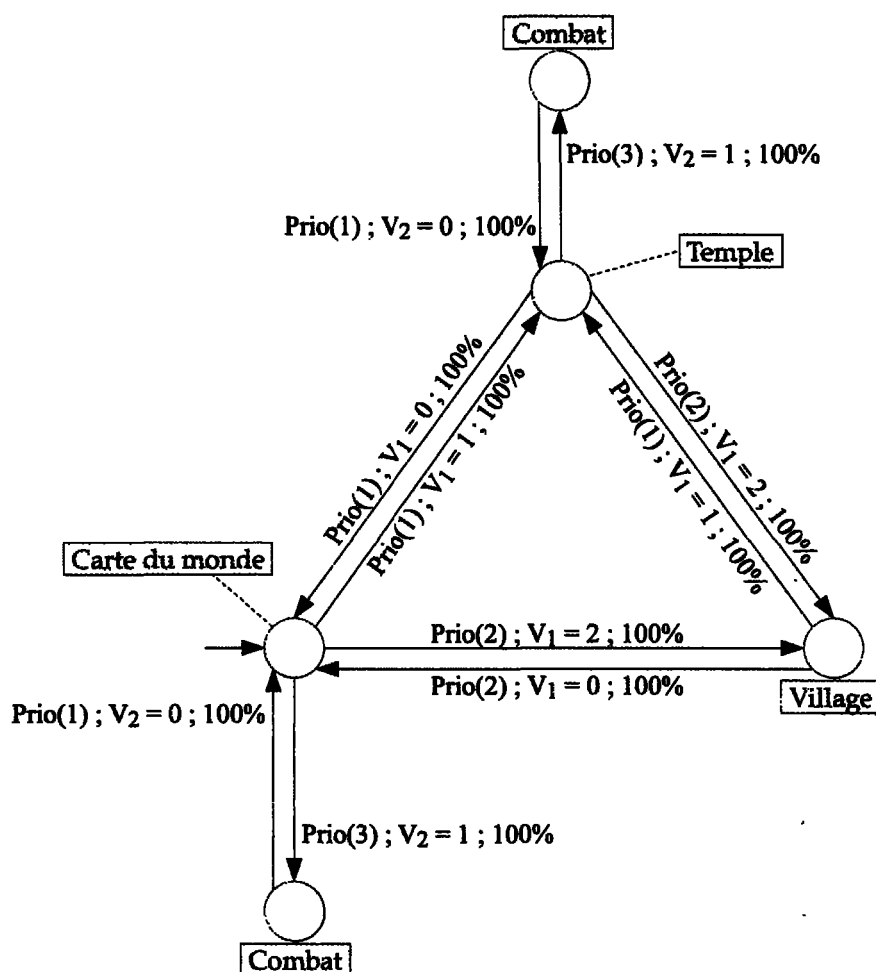 Combat
Prio(3) ; V2 = 1 ; 100%
Prio(1) ; V2 = 0 ; 100%
Temple
Prio(1) ; V1 = 0 ; 100%
Prio(1) ; V1 = 1 ; 100%
Prio(2) ; V1 = 2 ; 100%
Prio(1) ; V1 = 1 ; 100%
Carte du monde
Prio(2) ; V1 = 2 ; 100%
Prio(2) ; V1 = 0 ; 100%
Village
Prio(1) ; V2 = 0 ; 100%
Prio(3) ; V2 = 1 ; 100%
Combat